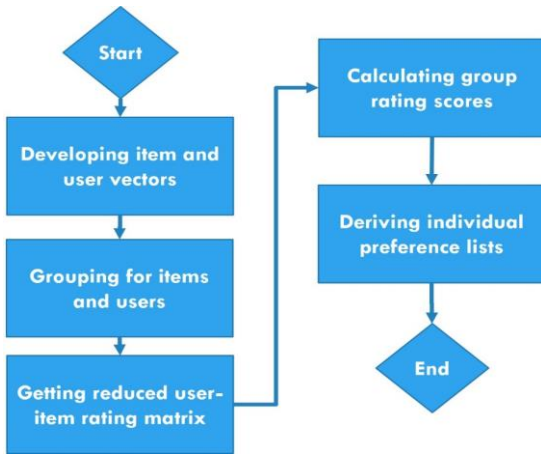 Start
Developing item and
user vectors
Grouping for items
and users
Getting reduced user-
item rating matrix
Calculating group
rating scores
Deriving individual
preference lists
End